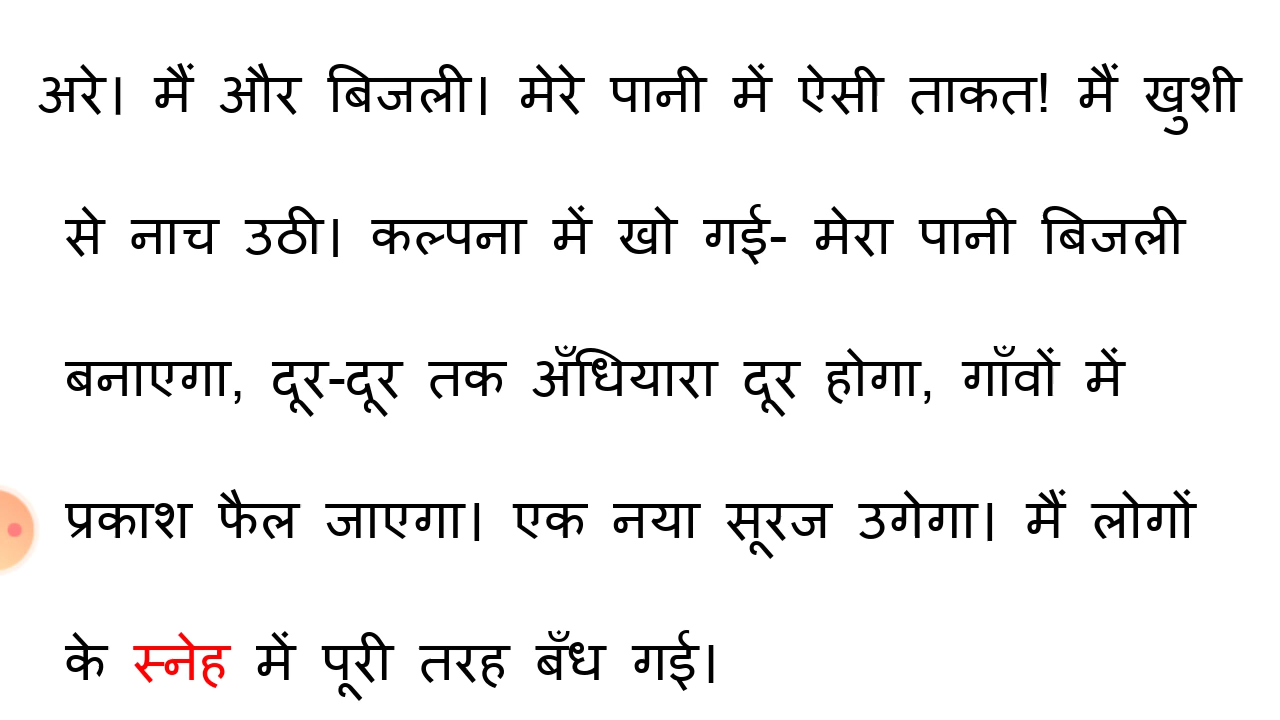 अरे। मैं और बिजली। मेरे पानी में ऐसी ताकत! मैं खुशी
से नाच उठी। कल्पना में खो गई- मेरा पानी बिजली
बनाएगा, दूर-दूर तक अँधियारा दूर होगा, गाँवों में
प्रकाश फैल जाएगा। एक नया सूरज उगेगा। मैं लोगों
के स्नेह में पूरी तरह बँध गई।